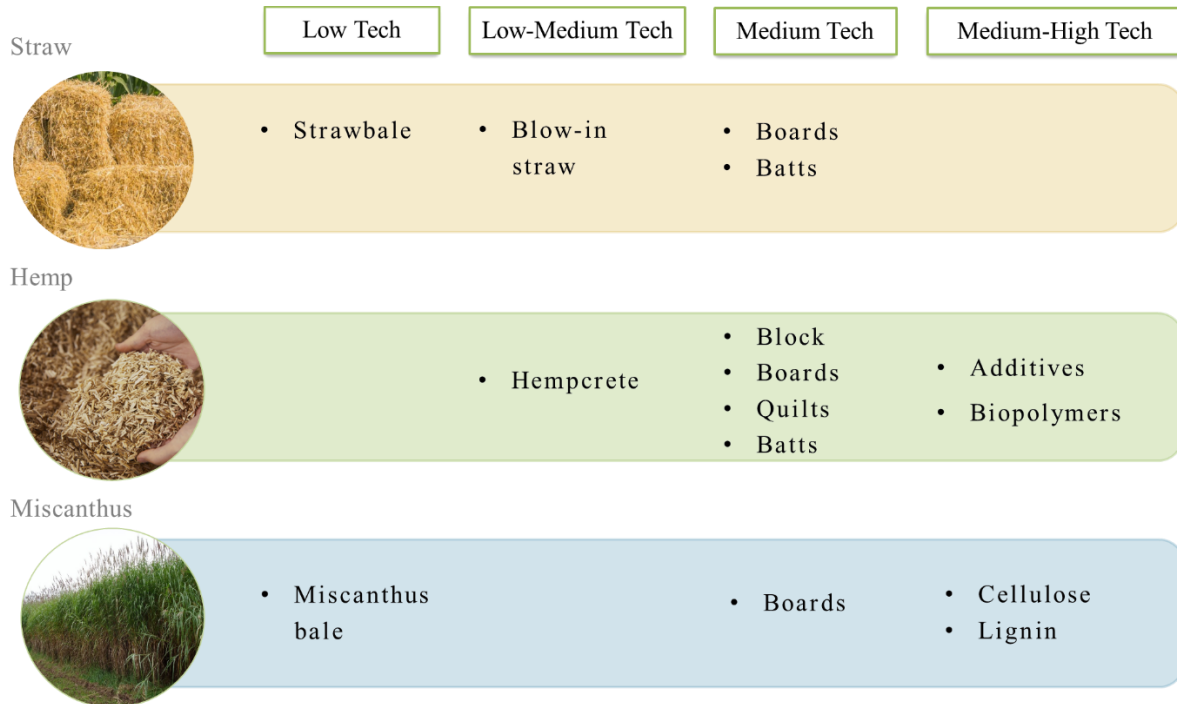 Low Tech
Low-Medium Tech
Medium Tech
Medium-High Tech
Straw
• Strawbale
• Blow-in
straw
• Boards
• Batts
Hemp
• Hempcrete
• Block
• Boards
• Quilts
• Batts
• Additives
• Biopolymers
Miscanthus
• Miscanthus
bale
• Boards
• Cellulose
• Lignin